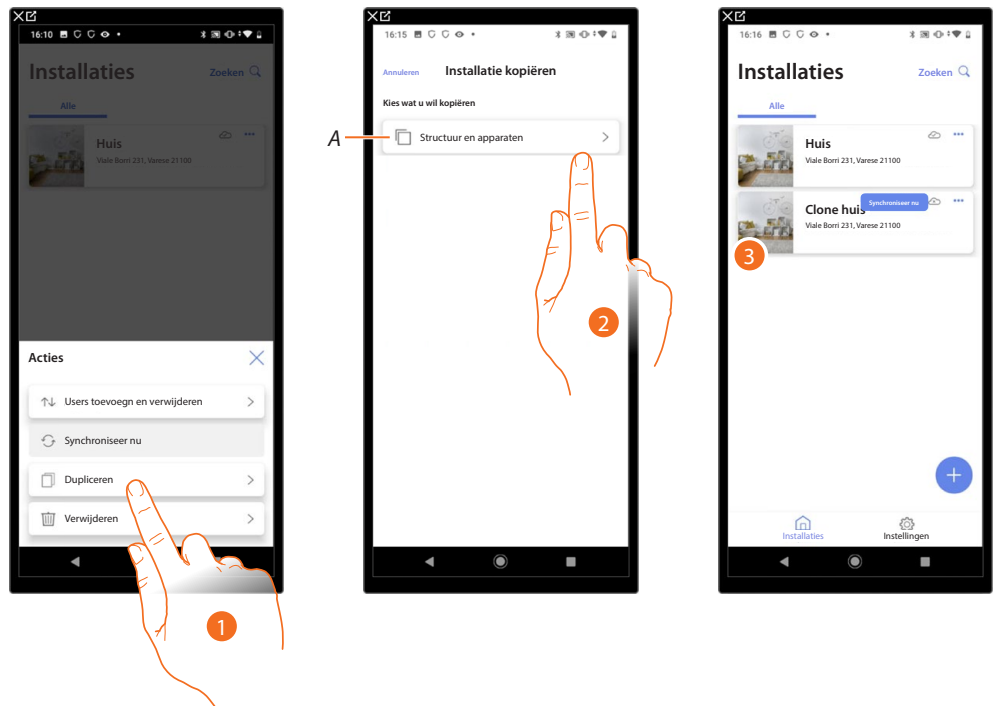 16:10
Installaties
Zoeken
Alle
Huis
Viale Borri 231, Varese 21100
Acties
Users toevoegn en verwijderen
Synchroniseer nu
Dupliceren
Verwijderen
1
16:15
Annuleren
Installatie kopiëren
Kies wat u wil kopiëren
A
Structuur en apparaten
2
16:16
Installaties
Zoeken
Alle
Huis
Viale Borri 231, Varese 21100
Synchroniseer nu
Clone huis
Viale Borri 231, Varese 21100
3
Installaties
Instellingen